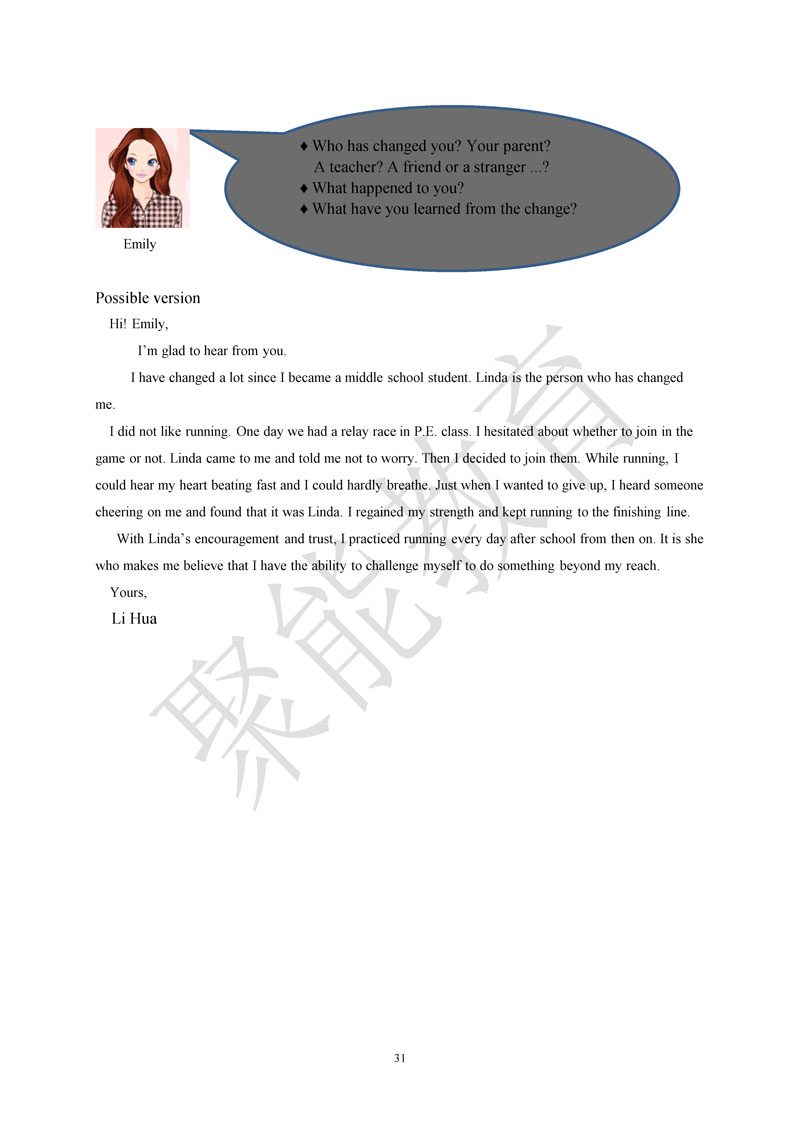 ♦ Who has changed you? Your parent?
A teacher? A friend or a stranger ...?
♦ What happened to you?
♦ What have you learned from the change?
Emily
Possible version
Hi! Emily,
I’m glad to hear from you.
I have changed a lot since I became a middle school student. Linda is the person who has changed
me.
I did not like running. One day we had a relay race in P.E. class. I hesitated about whether to join in the
game or not. Linda came to me and told me not to worry. Then I decided to join them. While running, I
could hear my heart beating fast and I could hardly breathe. Just when I wanted to give up, I heard someone
cheering on me and found that it was Linda. I regained my strength and kept running to the finishing line.
With Linda’s encouragement and trust, I practiced running every day after school from then on. It is she
who makes me believe that I have the ability to challenge myself to do something beyond my reach.
Yours,
Li Hua
聚能教育
31